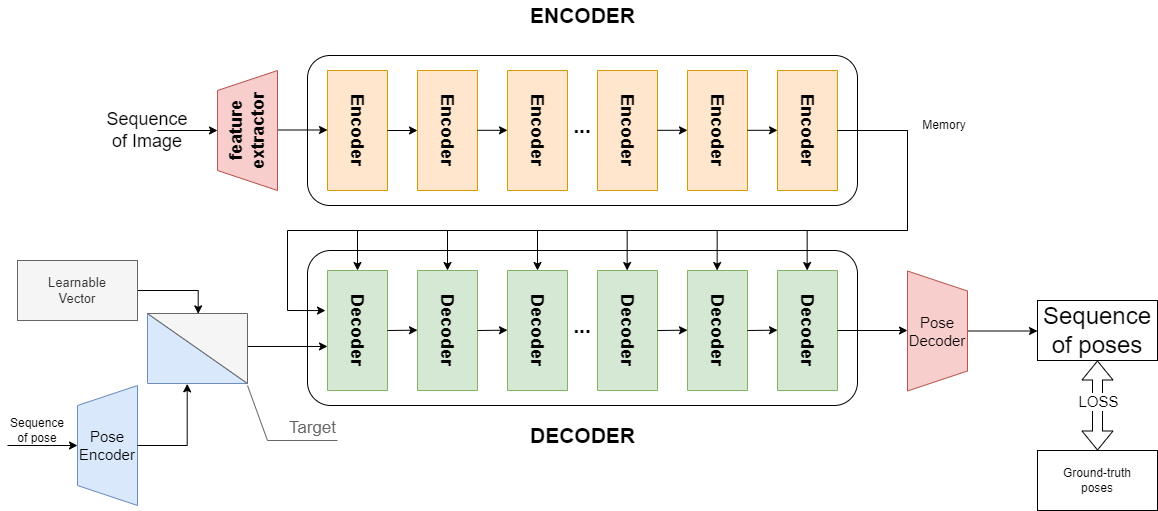 ENCODER
Sequence
of Image
feature
extractor
Encoder
Encoder
Encoder
...
Encoder
Encoder
Encoder
Memory
Learnable
Vector
Decoder
Decoder
Decoder
...
Decoder
Decoder
Decoder
Pose
Decoder
Sequence
of poses
LOSS
Ground-truth
poses
Sequence
of pose
Pose
Encoder
Target
DECODER